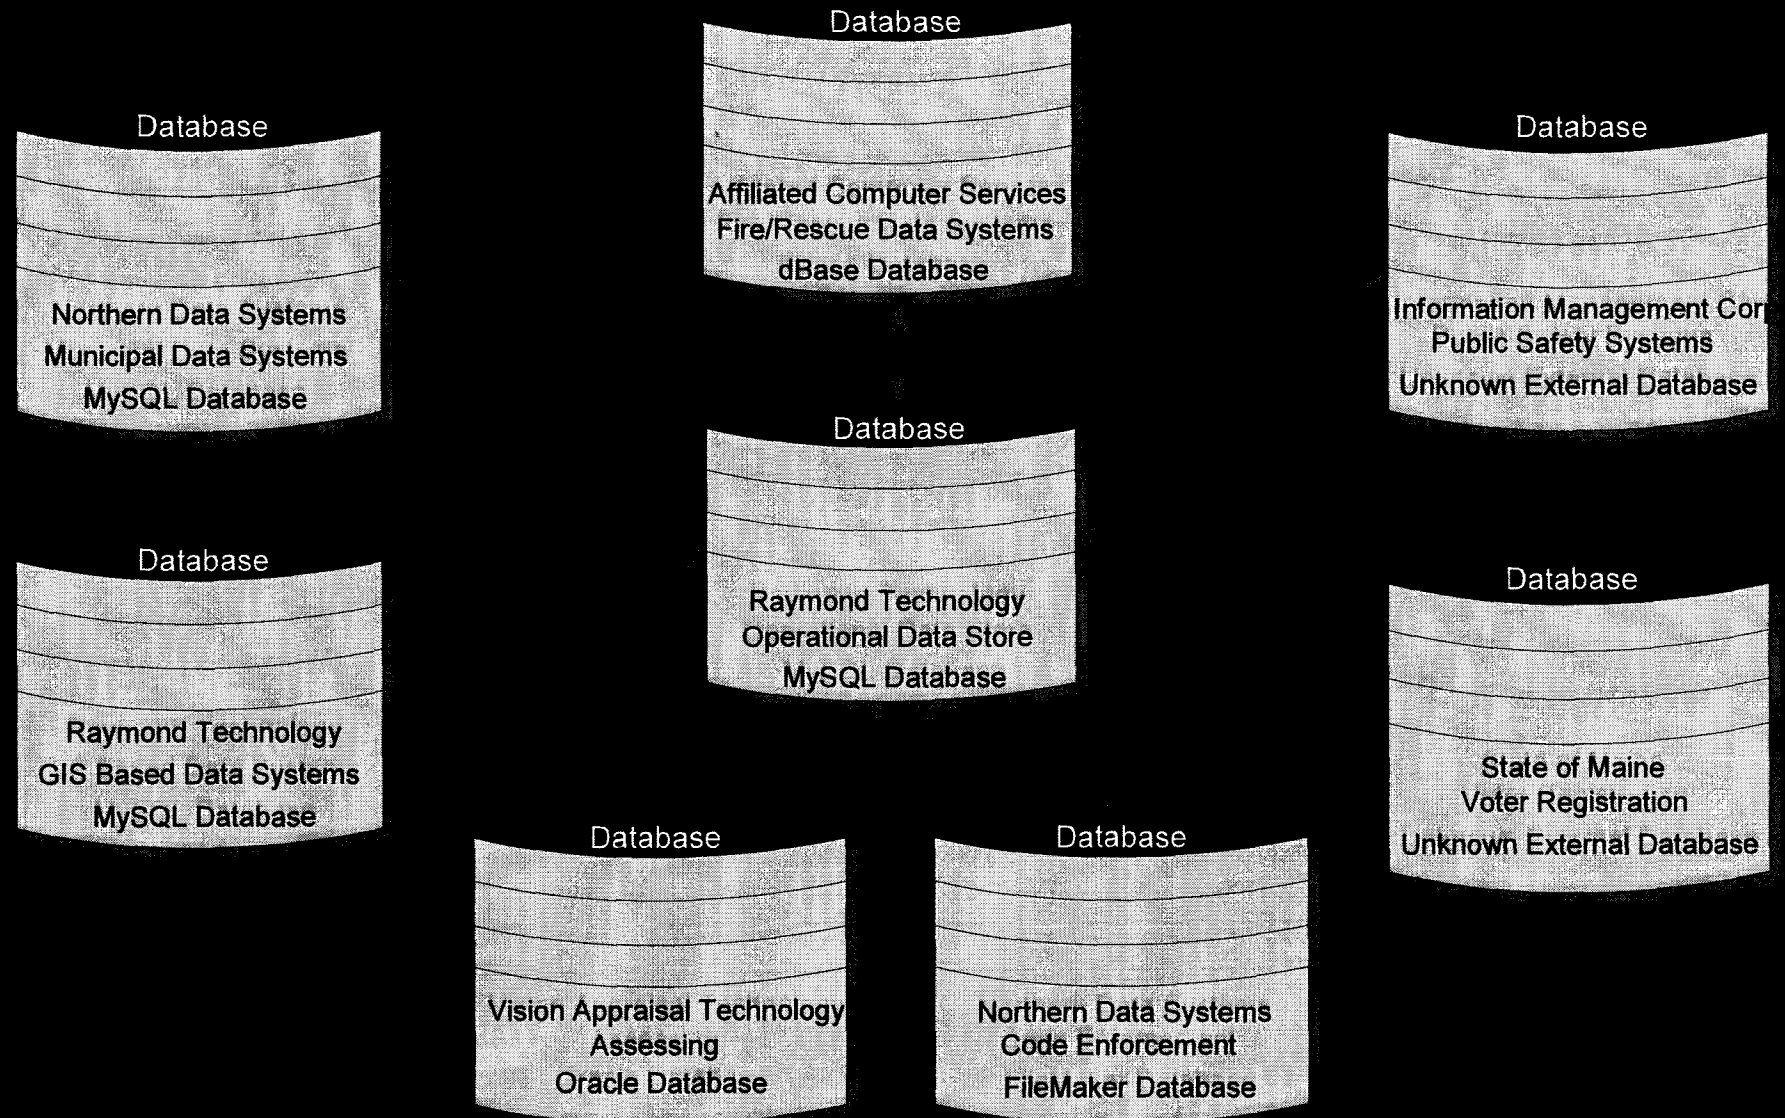 Database
Affiliated Computer Services
Fire/Rescue Data Systems
dBase Database
Database
Northern Data Systems
Municipal Data Systems
MySQL Database
Database
Information Management Corp
Public Safety Systems
Unknown External Database
Database
Raymond Technology
Operational Data Store
MySQL Database
Database
Raymond Technology
GIS Based Data Systems
MySQL Database
Database
State of Maine
Voter Registration
Unknown External Database
Database
Vision Appraisal Technology
Assessing
Oracle Database
Database
Northern Data Systems
Code Enforcement
FileMaker Database